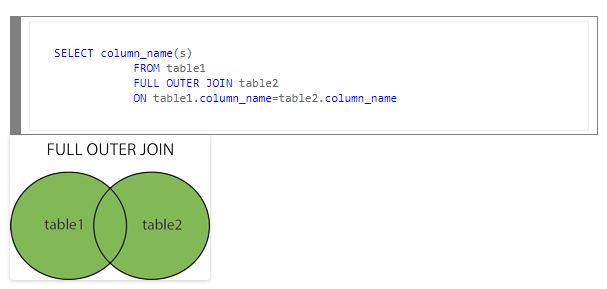 SELECT column_name(s)
FROM table1
FULL OUTER JOIN table2
ON table1.column_name=table2.column_name
FULL OUTER JOIN
table1 table2